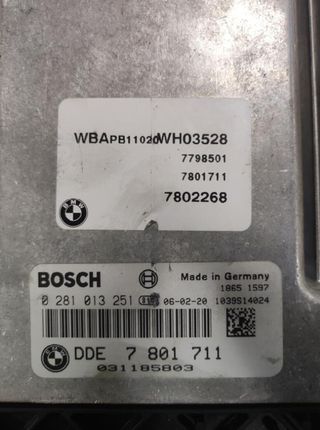 WBAPB11020WH03528
7798501
7801711
7802268
BOSCH
Made in Germany
1865 1597
0 281 013 251 06-02-20 1039S14024
DDE 7 801 711
031185803